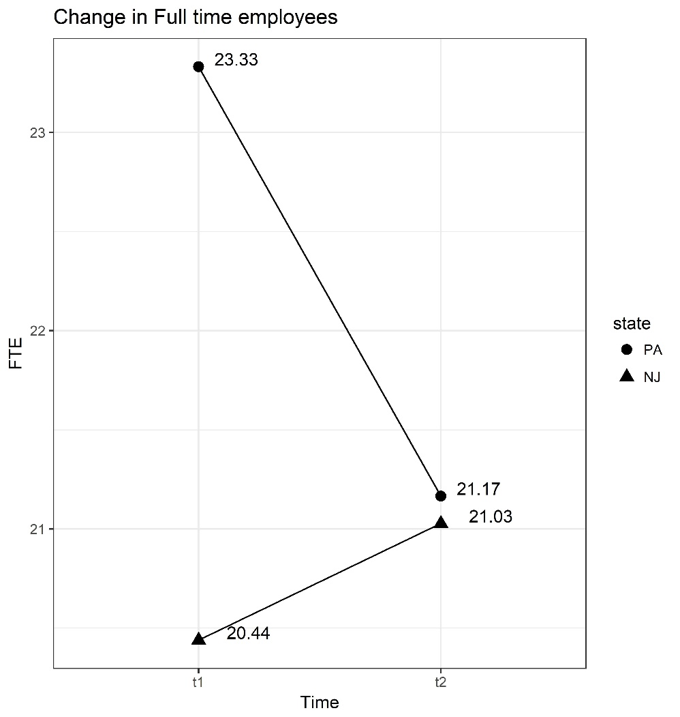 Change in Full time employees
23.33
23
22
21
FTE
21.17
21.03
20.44
t1
t2
Time
state
PA
NJ